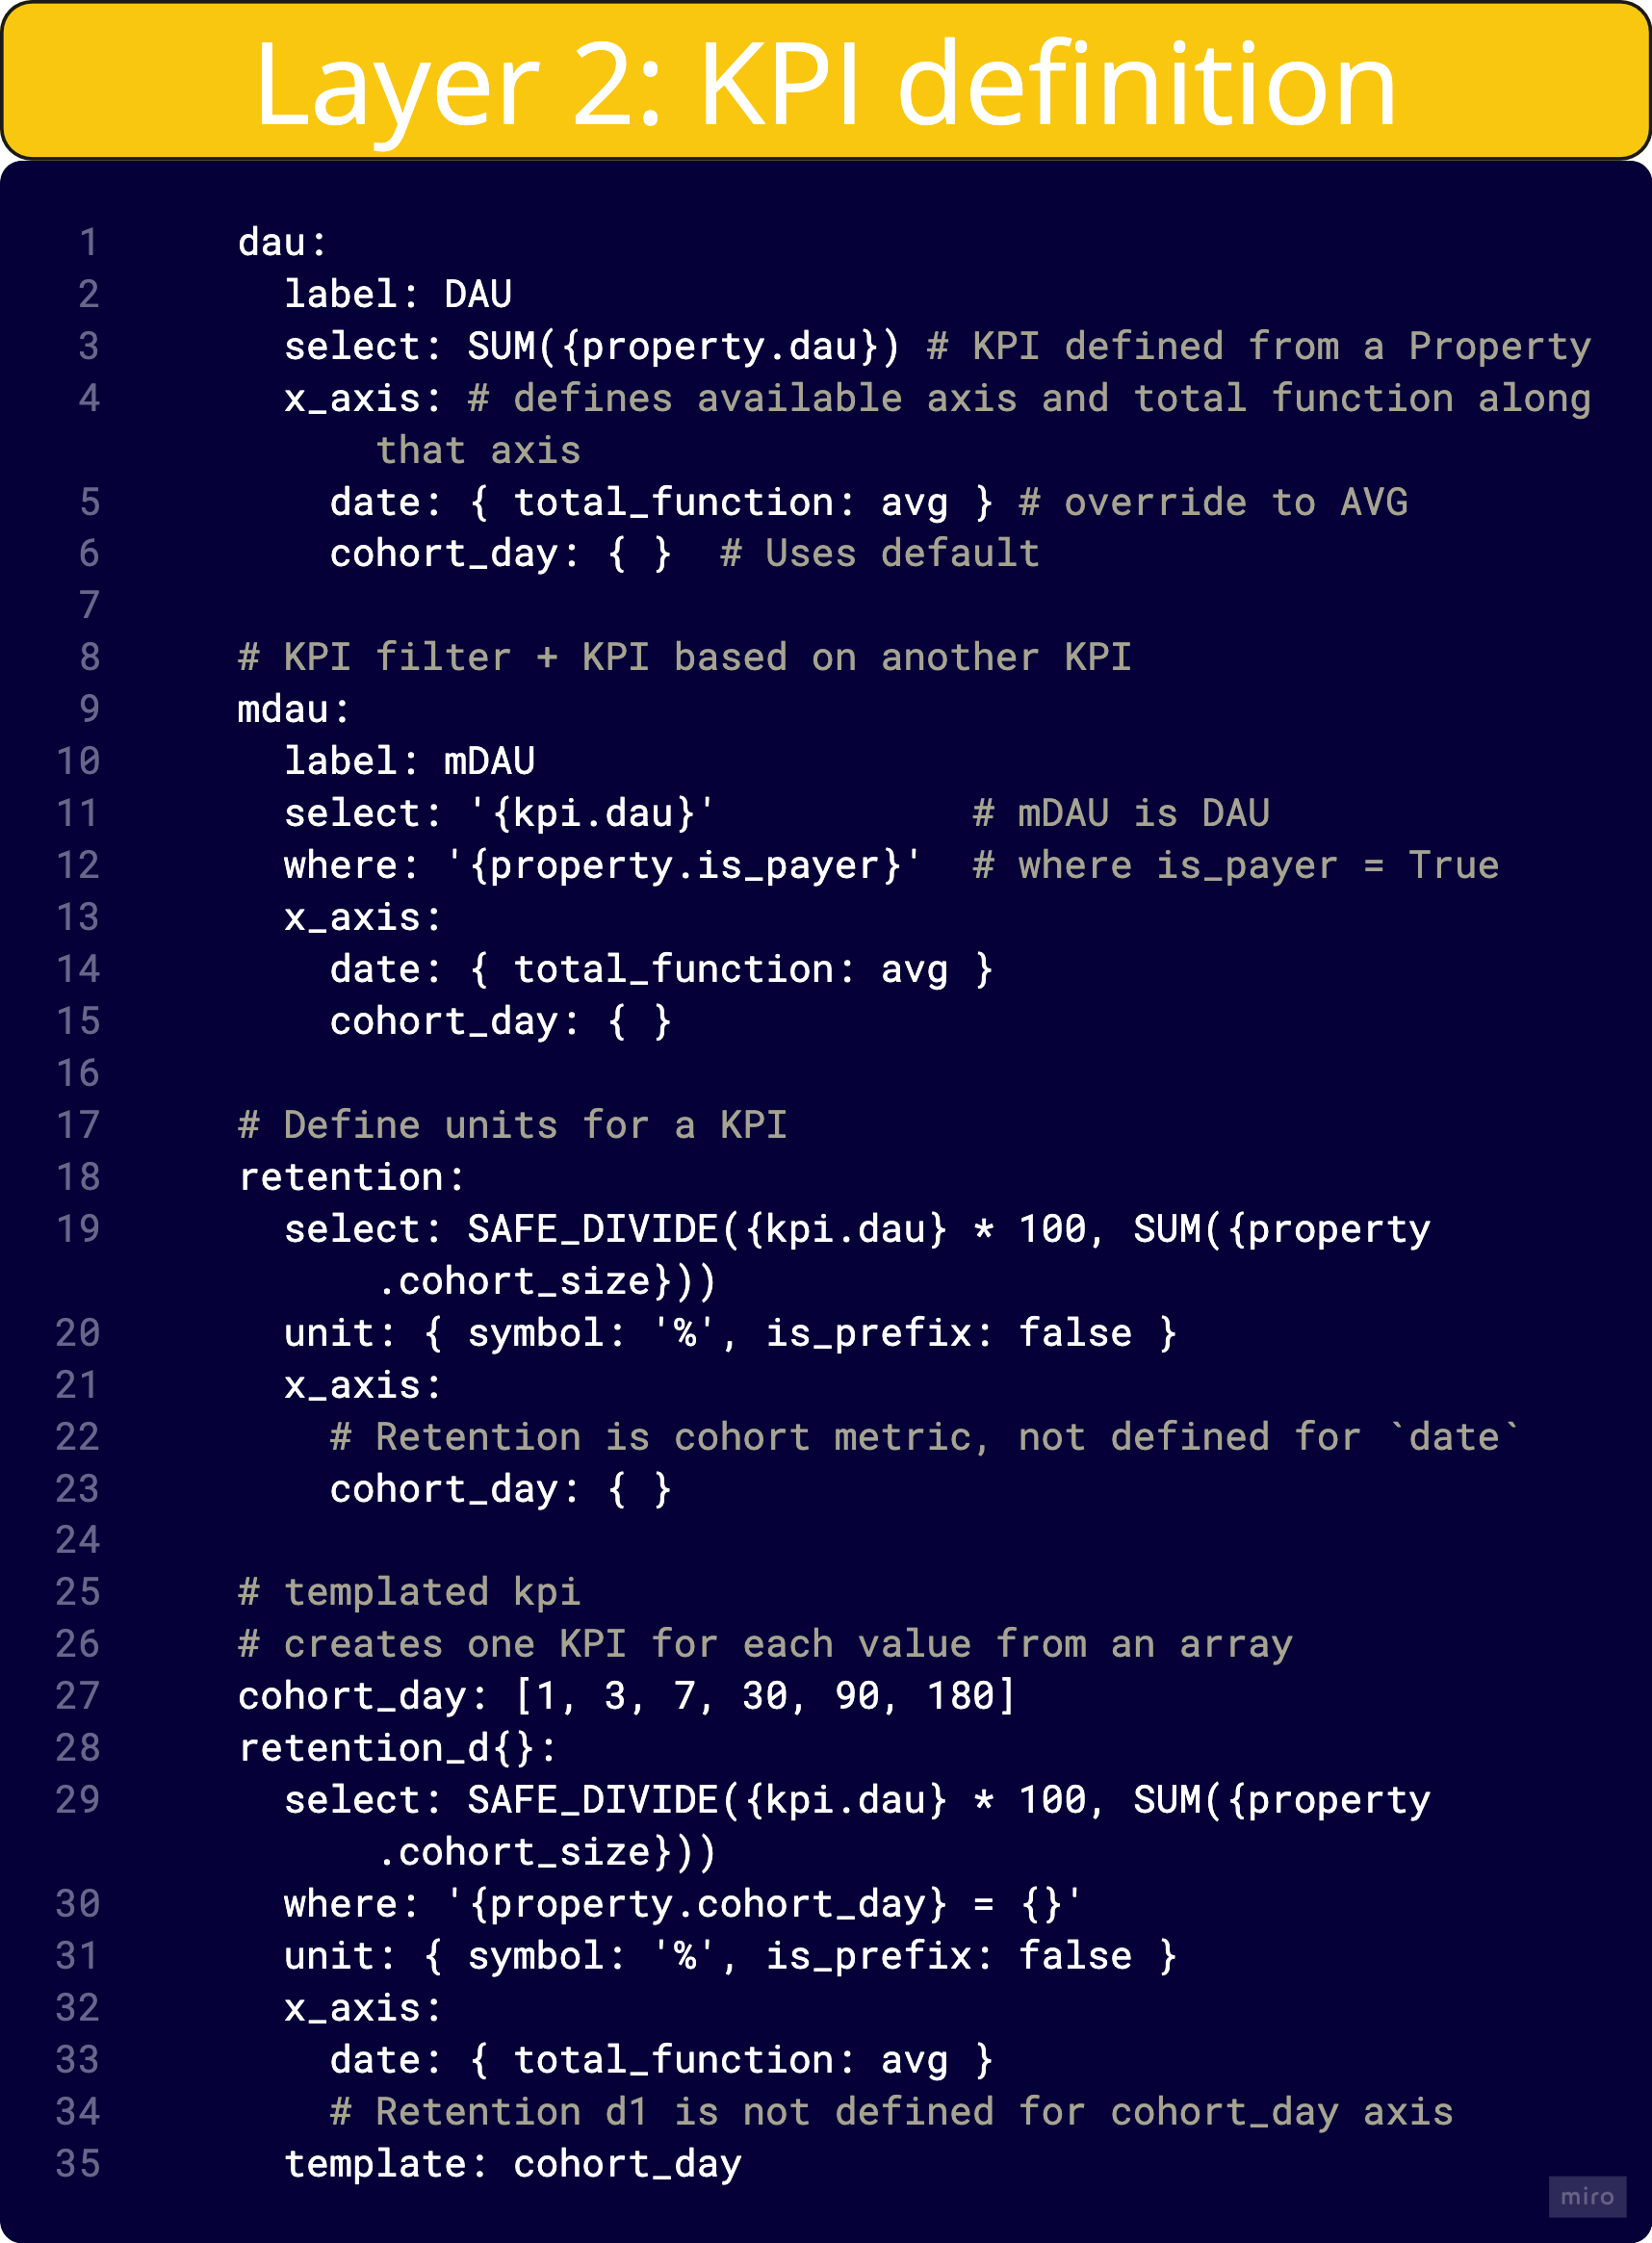 Layer 2: KPI definition
1 dau:
2   label: DAU
3   select: SUM({property.dau}) # KPI defined from a Property
4   x_axis: # defines available axis and total function along
        that axis
5     date: { total_function: avg } # override to AVG
6     cohort_day: { }  # Uses default
7
8 # KPI filter + KPI based on another KPI
9 mdau:
10   label: mDAU
11   select: '{kpi.dau}'           # mDAU is DAU
12   where: '{property.is_payer}'  # where is_payer = True
13   x_axis:
14     date: { total_function: avg }
15     cohort_day: { }
16
17 # Define units for a KPI
18 retention:
19   select: SAFE_DIVIDE({kpi.dau} * 100, SUM({property
        .cohort_size}))
20   unit: { symbol: '%', is_prefix: false }
21   x_axis:
22     # Retention is cohort metric, not defined for `date`
23     cohort_day: { }
24
25 # templated kpi
26 # creates one KPI for each value from an array
27 cohort_day: [1, 3, 7, 30, 90, 180]
28 retention_d{}:
29   select: SAFE_DIVIDE({kpi.dau} * 100, SUM({property
        .cohort_size}))
30   where: '{property.cohort_day} = {}'
31   unit: { symbol: '%', is_prefix: false }
32   x_axis:
33     date: { total_function: avg }
34     # Retention d1 is not defined for cohort_day axis
35   template: cohort_day
miro